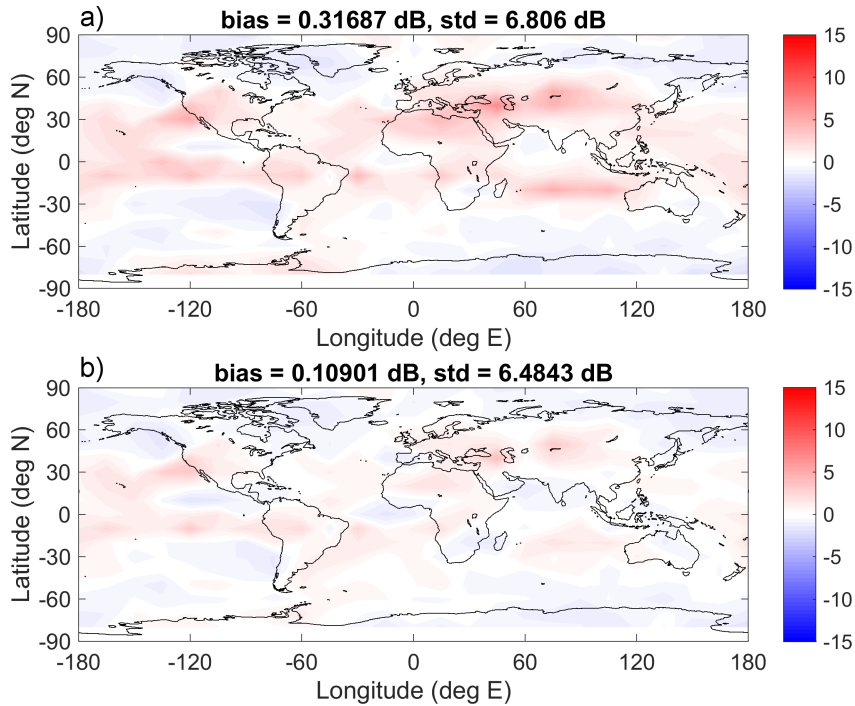 a)
bias = 0.31687 dB, std = 6.806 dB
90
60
30
0
-30
-60
-90
Latitude (deg N)
-180 -120 -60 0 60 120 180
Longitude (deg E)
15
10
5
0
-5
-10
-15
b)
bias = 0.10901 dB, std = 6.4843 dB
90
60
30
0
-30
-60
-90
Latitude (deg N)
-180 -120 -60 0 60 120 180
Longitude (deg E)
15
10
5
0
-5
-10
-15